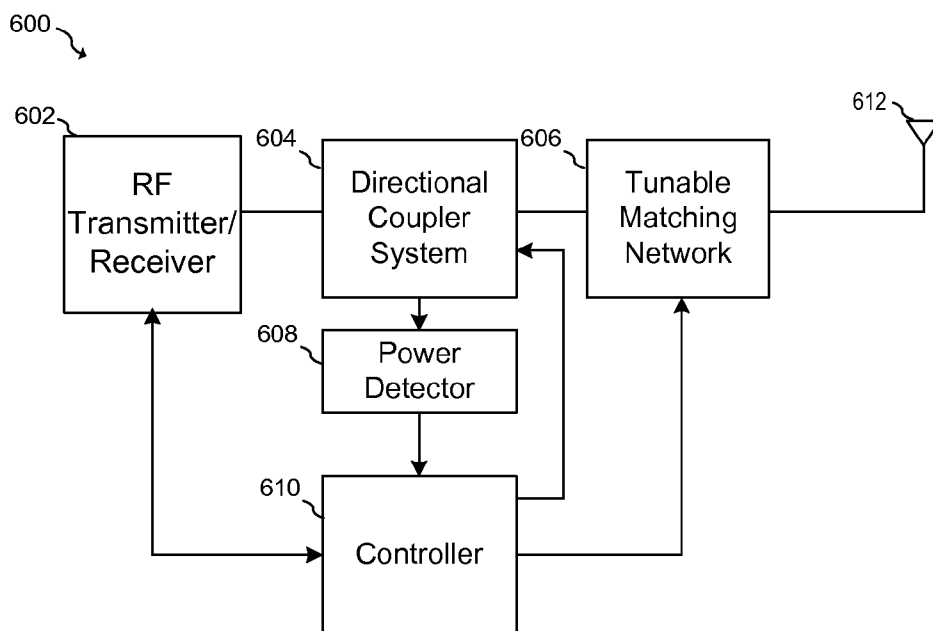 600
602
RF
Transmitter/
Receiver
604
Directional
Coupler
System
606
Tunable
Matching
Network
612
608
Power
Detector
610
Controller